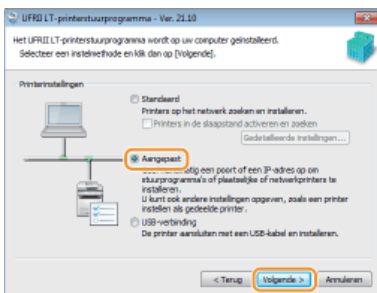 UFRII LT-printerstuurprogramma - Ver. 21.10
Het UFRII LT-printerstuurprogramma wordt op uw computer geïnstalleerd.
Selecteer een instelmethode en klik dan op [Volgende].
Printerinstellingen
Standaard
Printers op het netwerk zoeken en installeren.
Printers in de slaapstand activeren en zoeken
Gedetailleerde instellingen...
Aangepast
een poort of een IP-adres op om
stuurprogramma's of plaatselijke of netwerkprinters te
installeren.
U kunt ook andere instellingen opgeven, zoals een printer
instellen als gedeelde printer.
USB-verbinding
De printer aansluiten met een USB-kabel en installeren.
< Terug
Volgende >
Annuleren